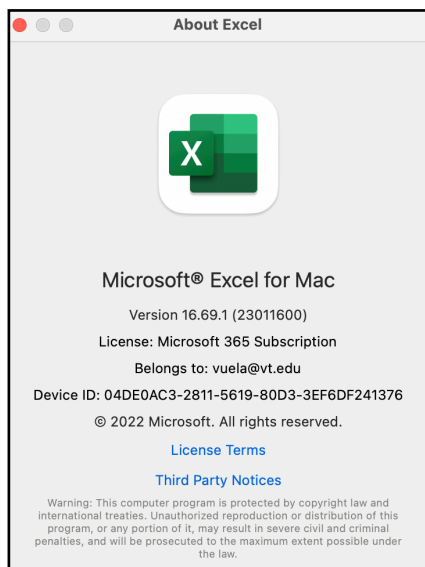 About Excel
X
Microsoft® Excel for Mac
Version 16.69.1 (23011600)
License: Microsoft 365 Subscription
Belongs to: vuela@vt.edu
Device ID: 04DE0AC3-2811-5619-80D3-3EF6DF241376
© 2022 Microsoft. All rights reserved.
License Terms
Third Party Notices
Warning: This computer program is protected by copyright law and
international treaties. Unauthorized reproduction or distribution of this
program, or any portion of it, may result in severe civil and criminal
penalties, and will be prosecuted to the maximum extent possible under
the law.